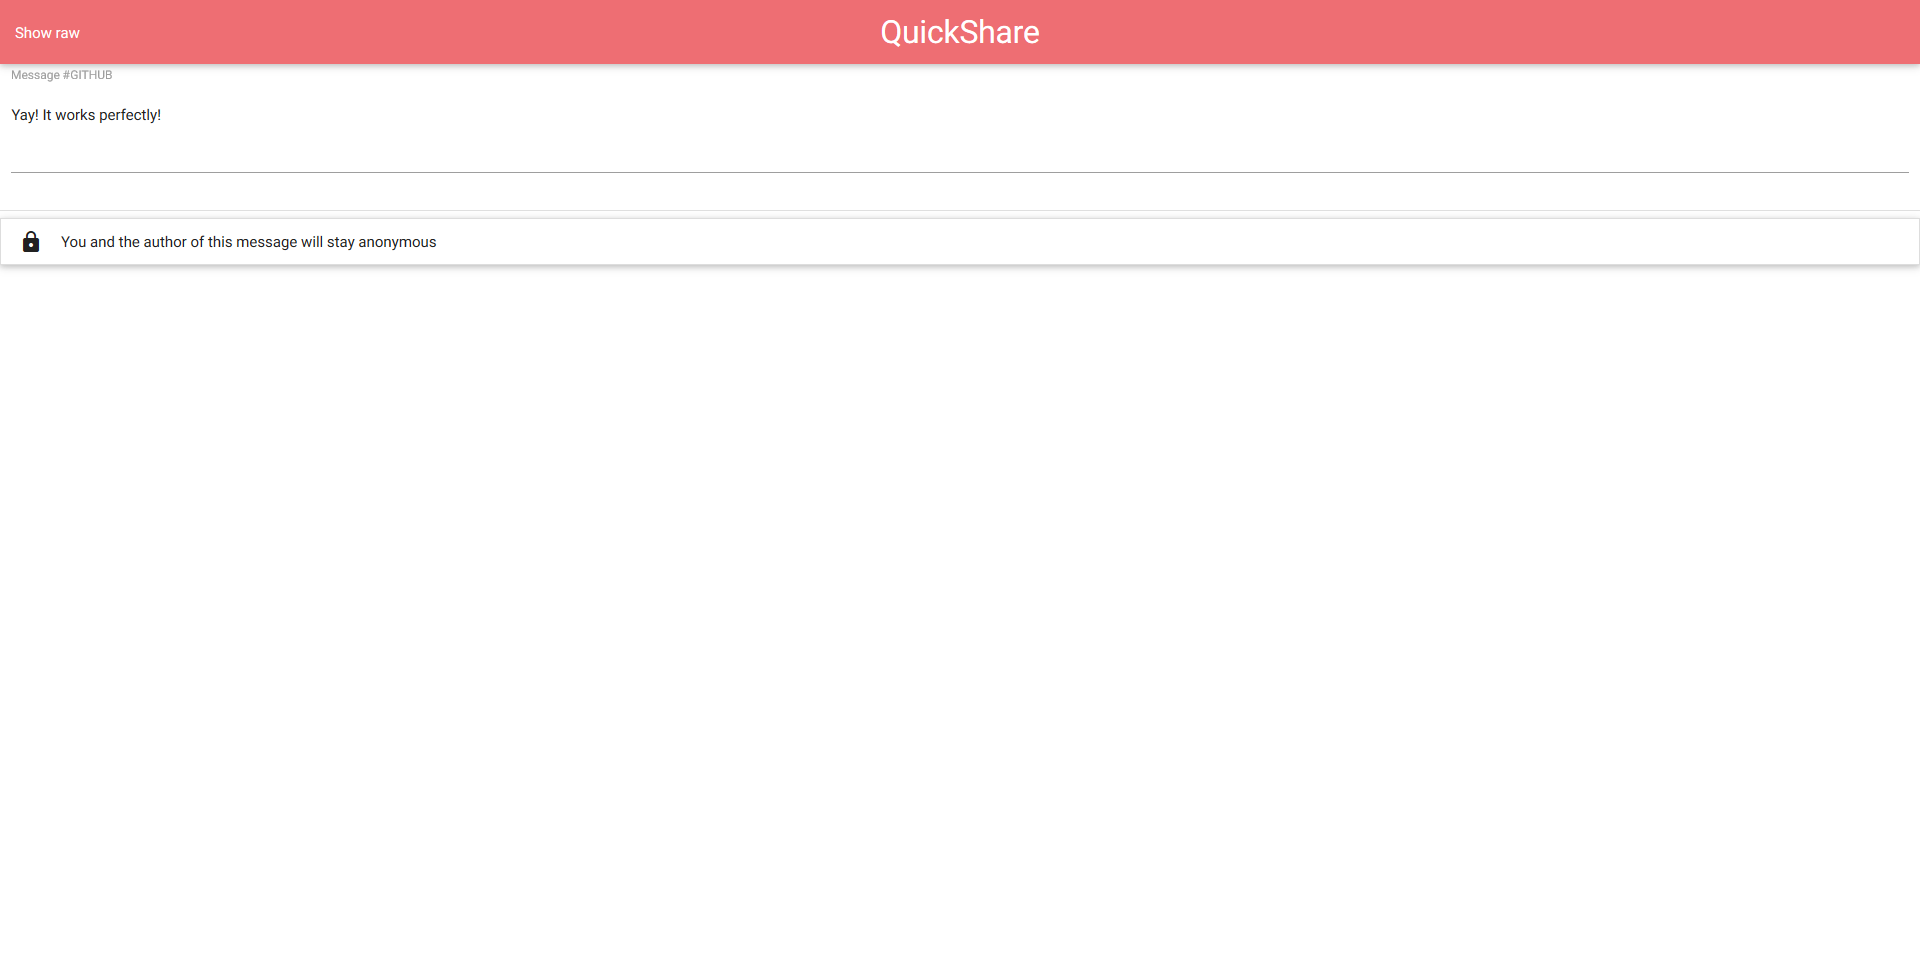 Show raw
QuickShare
Message #GITHUB
Yay! It works perfectly!
You and the author of this message will stay anonymous